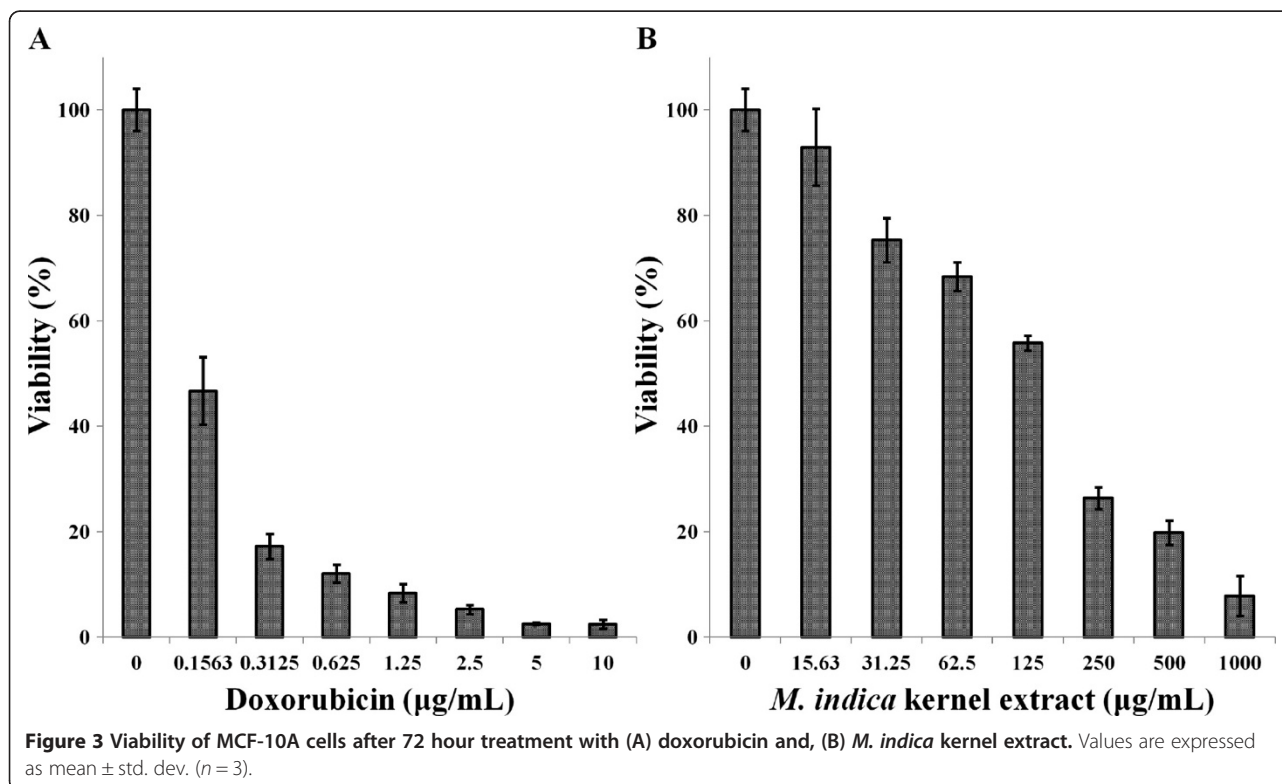 A
Viability (%)
100
80
60
40
20
0
0 0.1563 0.3125 0.625 1.25 2.5 5 10
Doxorubicin (μg/mL)
B
Viability (%)
100
80
60
40
20
0
0 15.63 31.25 62.5 125 250 500 1000
M. indica kernel extract (μg/mL)
Figure 3 Viability of MCF-10A cells after 72 hour treatment with (A) doxorubicin and, (B) M. indica kernel extract. Values are expressed
as mean ± std. dev. (n = 3).